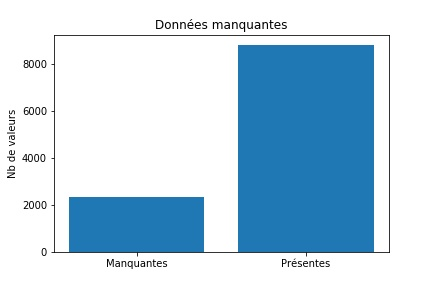 Données manquantes
Nb de valeurs
8000
6000
4000
2000
0
Manquantes
Présentes